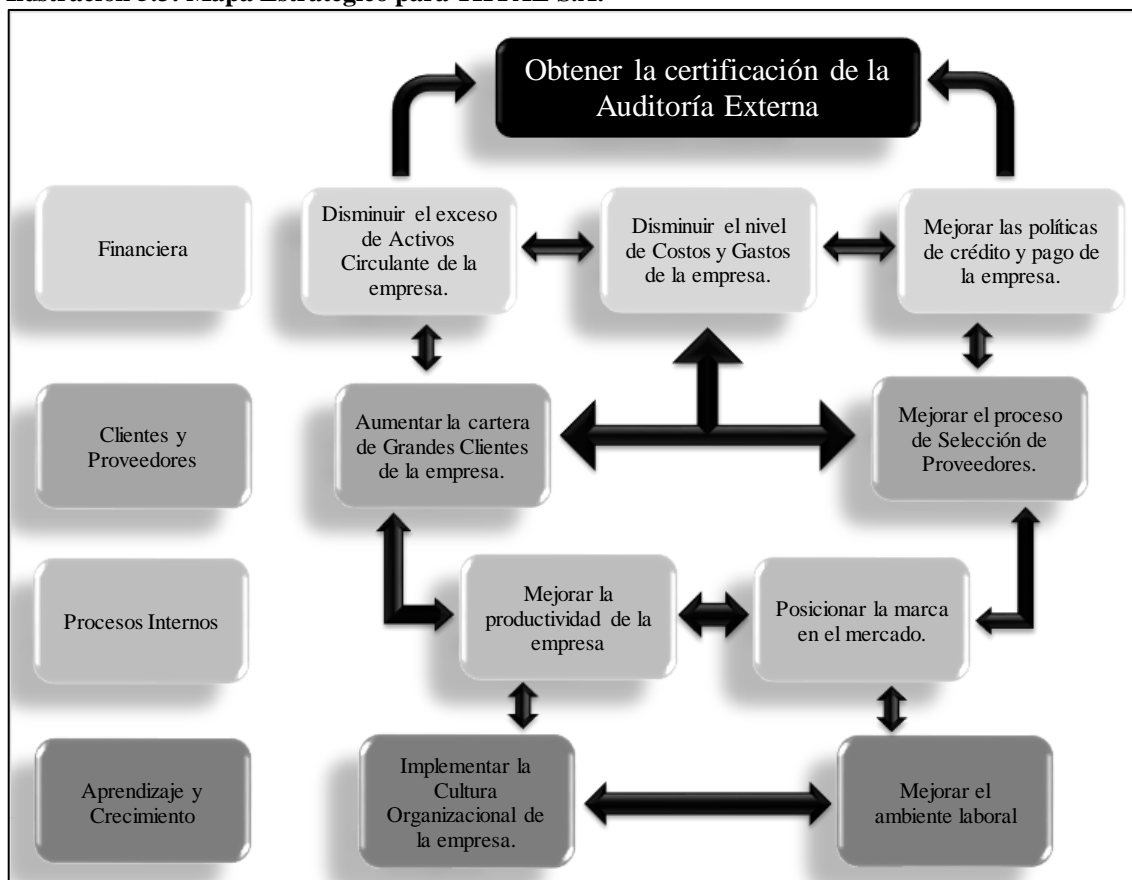 Ilustración Mapa Estratégico para S.A.
Obtener la certificación de la
Auditoría Externa
Financiera
Disminuir el exceso
de Activos
Circulante de la
empresa.
Disminuir el nivel
de Costos y Gastos
de la empresa.
Mejorar las políticas
de crédito y pago de
la empresa.
Clientes y
Proveedores
Aumentar la cartera
de Grandes Clientes
de la empresa.
Mejorar el proceso
de Selección de
Proveedores.
Procesos Internos
Mejorar la
productividad de la
empresa
Posicionar la marca
en el mercado.
Aprendizaje y
Crecimiento
Implementar la
Cultura
Organizacional de
la empresa.
Mejorar el
ambiente laboral